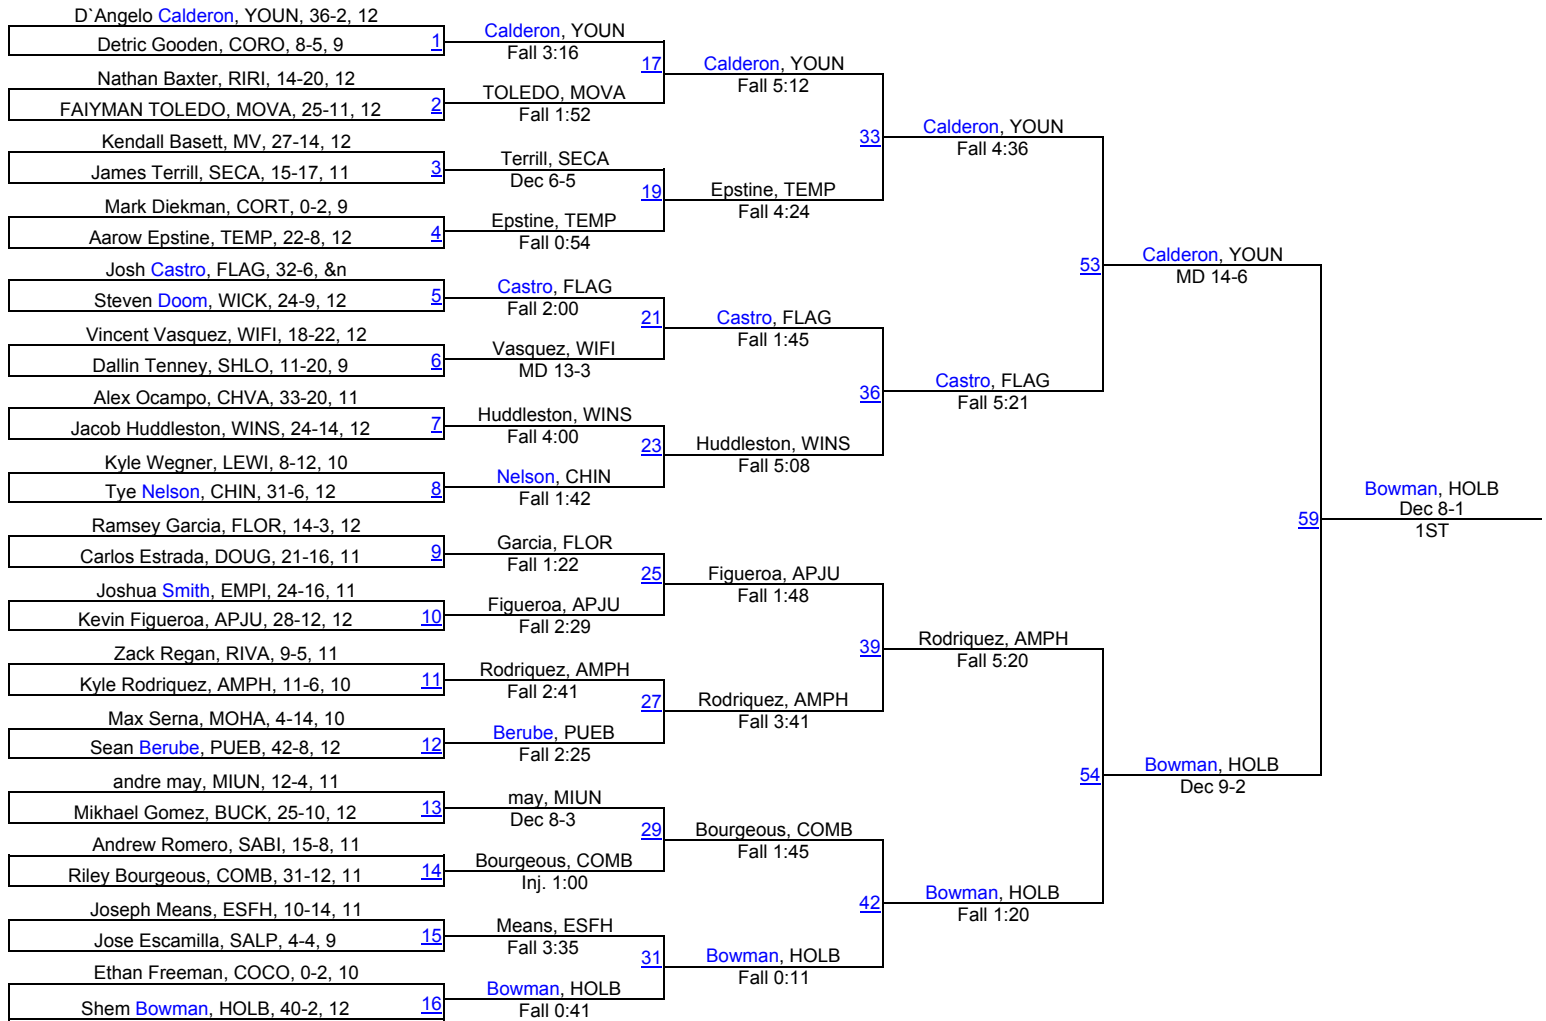 D`Angelo Calderon, YOUN, 36-2, 12
Detric Gooden, CORO, 8-5, 9
1
Nathan Baxter, RIRI, 14-20, 12
FAIYMAN TOLEDO, MOVA, 25-11, 12
2
Kendall Basett, MV, 27-14, 12
James Terrill, SECA, 15-17, 11
3
Mark Diekman, CORT, 0-2, 9
Aarow Epstine, TEMP, 22-8, 12
4
Josh Castro, FLAG, 32-6, &n
Steven Doom, WICK, 24-9, 12
5
Vincent Vasquez, WIFI, 18-22, 12
Dallin Tenney, SHLO, 11-20, 9
6
Alex Ocampo, CHVA, 33-20, 11
Jacob Huddleston, WINS, 24-14, 12
7
Kyle Wegner, LEWI, 8-12, 10
Tye Nelson, CHIN, 31-6, 12
8
Ramsey Garcia, FLOR, 14-3, 12
Carlos Estrada, DOUG, 21-16, 11
9
Joshua Smith, EMPI, 24-16, 11
Kevin Figueroa, APJU, 28-12, 12
10
Zack Regan, RIVA, 9-5, 11
Kyle Rodriquez, AMPH, 11-6, 10
11
Max Serna, MOHA, 4-14, 10
Sean Berube, PUEB, 42-8, 12
12
andre may, MIUN, 12-4, 11
Mikhael Gomez, BUCK, 25-10, 12
13
Andrew Romero, SABI, 15-8, 11
Riley Bourgeous, COMB, 31-12, 11
14
Joseph Means, ESFH, 10-14, 11
Jose Escamilla, SALP, 4-4, 9
15
Ethan Freeman, COCO, 0-2, 10
Shem Bowman, HOLB, 40-2, 12
16
Calderon, YOUN
Fall 3:16
17
TOLEDO, MOVA
Fall 1:52
Terrill, SECA
Dec 6-5
19
Epstine, TEMP
Fall 0:54
Castro, FLAG
Fall 2:00
21
Vasquez, WIFI
MD 13-3
Huddleston, WINS
Fall 4:00
23
Nelson, CHIN
Fall 1:42
Garcia, FLOR
Fall 1:22
25
Figueroa, APJU
Fall 2:29
Rodriquez, AMPH
Fall 2:41
27
Berube, PUEB
Fall 2:25
may, MIUN
Dec 8-3
29
Bourgeous, COMB
Inj. 1:00
Means, ESFH
Fall 3:35
31
Bowman, HOLB
Fall 0:41
Calderon, YOUN
Fall 5:12
33
Epstine, TEMP
Fall 4:24
Castro, FLAG
Fall 1:45
36
Huddleston, WINS
Fall 5:08
Figueroa, APJU
Fall 1:48
39
Rodriquez, AMPH
Fall 3:41
Bourgeous, COMB
Fall 1:45
42
Bowman, HOLB
Fall 0:11
Calderon, YOUN
Fall 4:36
53
Castro, FLAG
Fall 5:21
Rodriquez, AMPH
Fall 5:20
54
Bowman, HOLB
Fall 1:20
Calderon, YOUN
MD 14-6
59
Bowman, HOLB
Dec 9-2
Bowman, HOLB
Dec 8-1
1ST